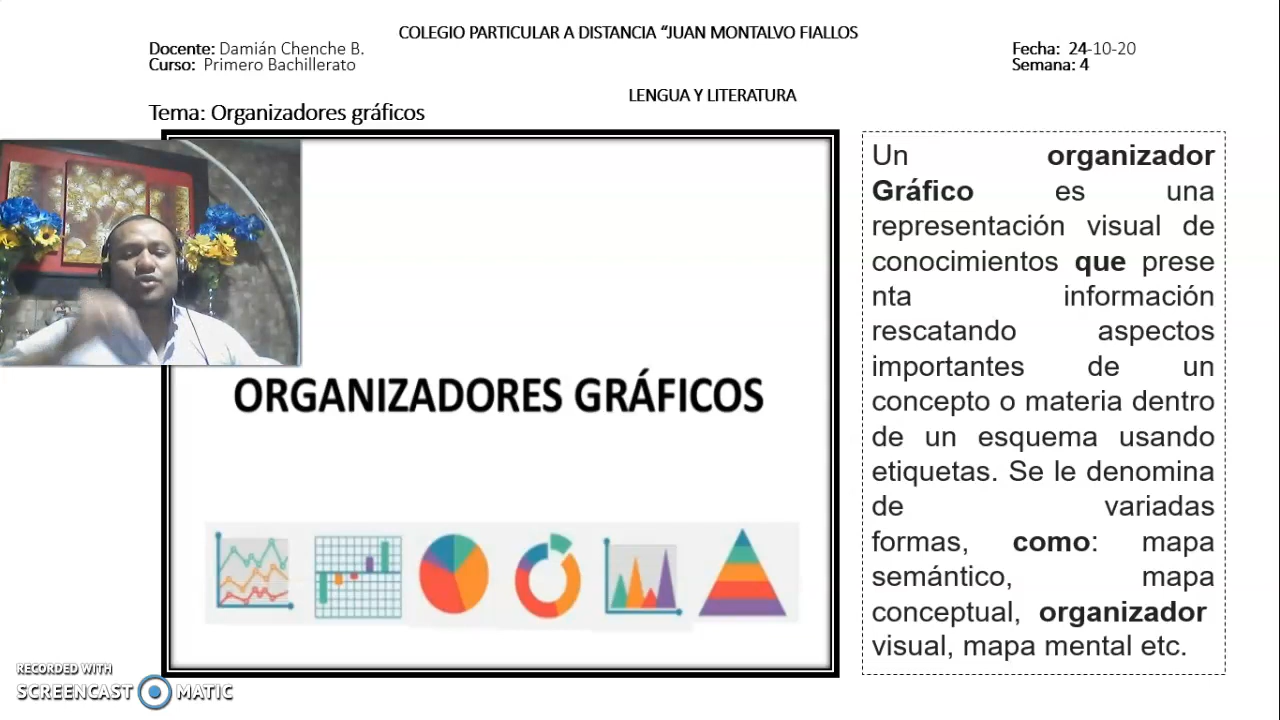 COLEGIO PARTICULAR A DISTANCIA “JUAN MONTALVO FIALLOS
Docente: Damián Chenche B.
Fecha: 24-10-20
Curso: Primero Bachillerato
Semana: 4
LENGUA Y LITERATURA
Tema: Organizadores gráficos
ORGANIZADORES GRÁFICOS
Un organizador
Gráfico es una
representación visual de
conocimientos que prese
nta información
rescatando aspectos
importantes de un
concepto o materia dentro
de un esquema usando
etiquetas. Se le denomina
de variadas
formas, como: mapa
semántico, mapa
conceptual, organizador
visual, mapa mental etc.
RECORDED WITH
SCREENCAST MATIC